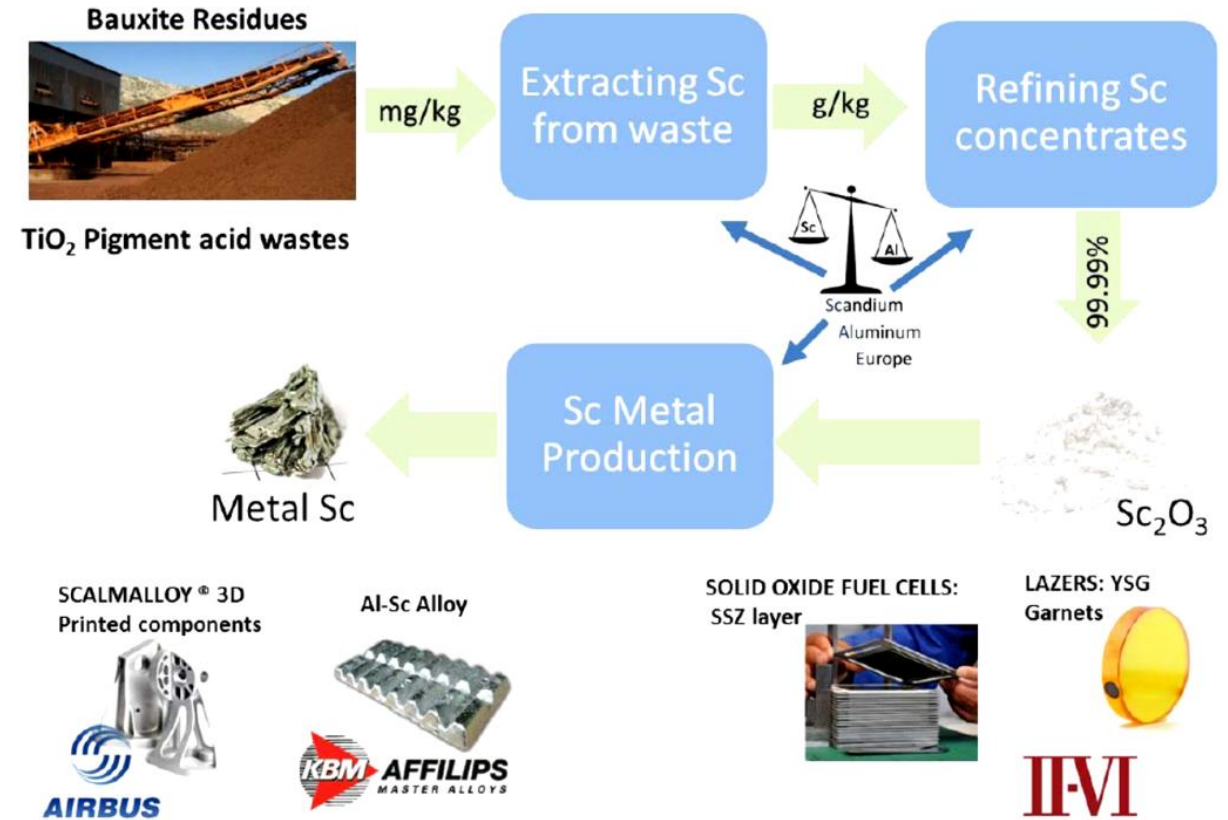 Bauxite Residues
mg/kg
Extracting Sc
from waste
g/kg
Refining Sc
concentrates
TiO₂ Pigment acid wastes
Sc
Al
Scandium
Aluminum
Europe
99.99%
Sc Metal
Production
Metal Sc
Sc₂O₃
SCALMALLOY ® 3D
Printed components
Al-Sc Alloy
SOLID OXIDE FUEL CELLS:
SSZ layer
LAZERS: YSG
Garnets
AIRBUS
KBM AFFILIPS
MASTER ALLOYS
II-VI